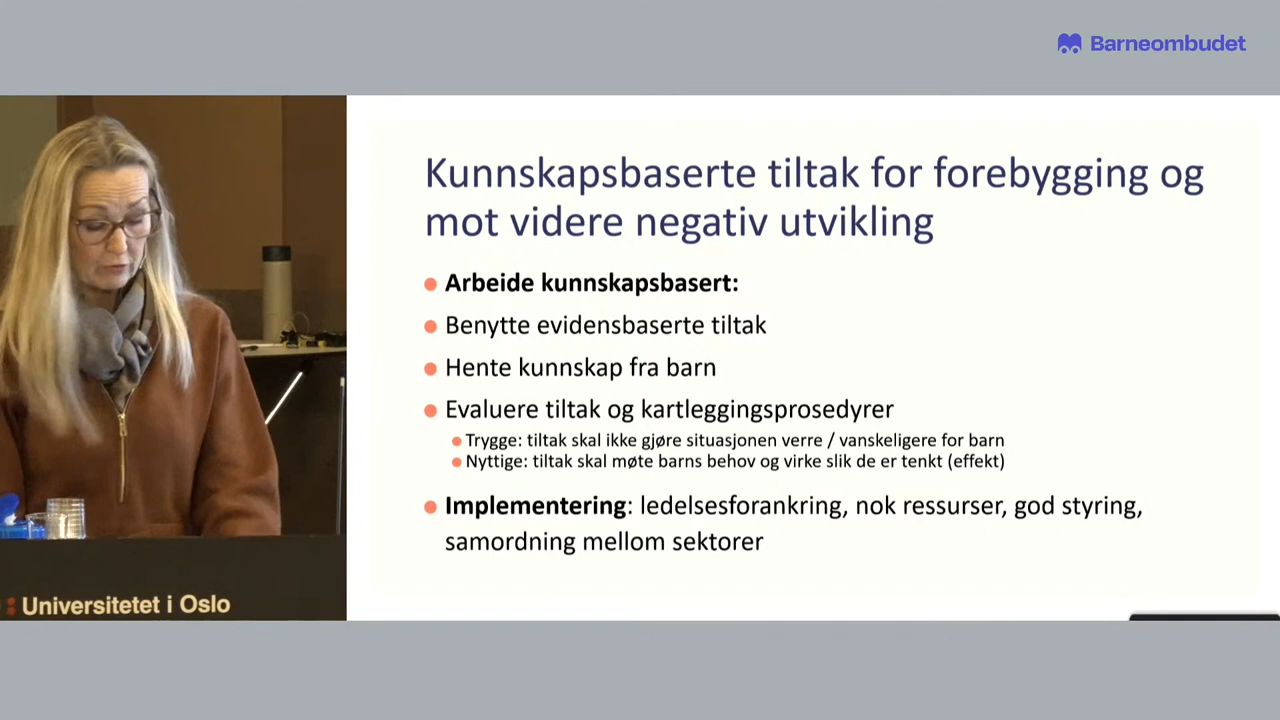 Barneombudet
Kunnskapsbaserte tiltak for forebygging og
mot videre negativ utvikling
Arbeide kunnskapsbasert:
Benytte evidensbaserte tiltak
Hente kunnskap fra barn
Evaluere tiltak og kartleggingsprosedyrer
Trygge: tiltak skal ikke gjøre situasjonen verre / vanskeligere for barn
Nyttige: tiltak skal møte barns behov og virke slik de er tenkt (effekt)
Implementering: ledelsesforankring, nok ressurser, god styring,
samordning mellom sektorer
Universitetet i Oslo